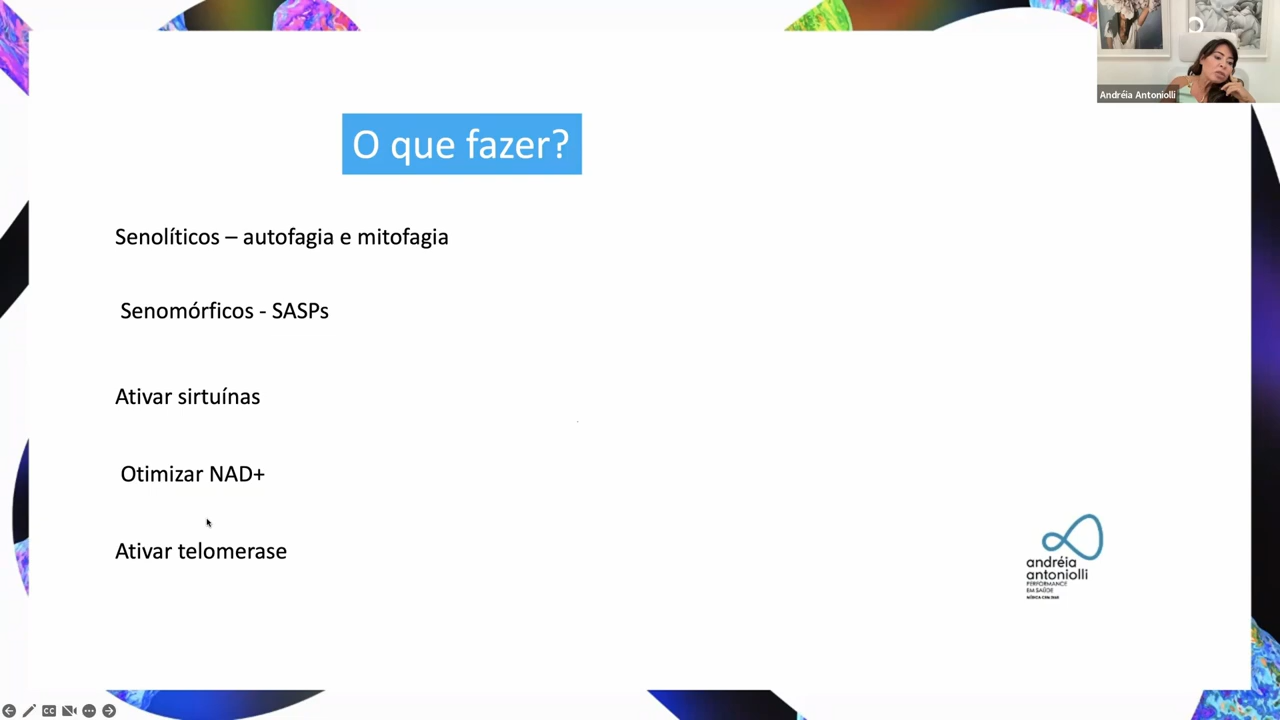 Andréia Antoniolli
O que fazer?
Senolíticos – autofagia e mitofagia
Senomórficos - SASPs
Ativar sirtuínas
Otimizar NAD+
Ativar telomerase
andréia
antoniolli
PERFORMANCE
EM SAÚDE
CC